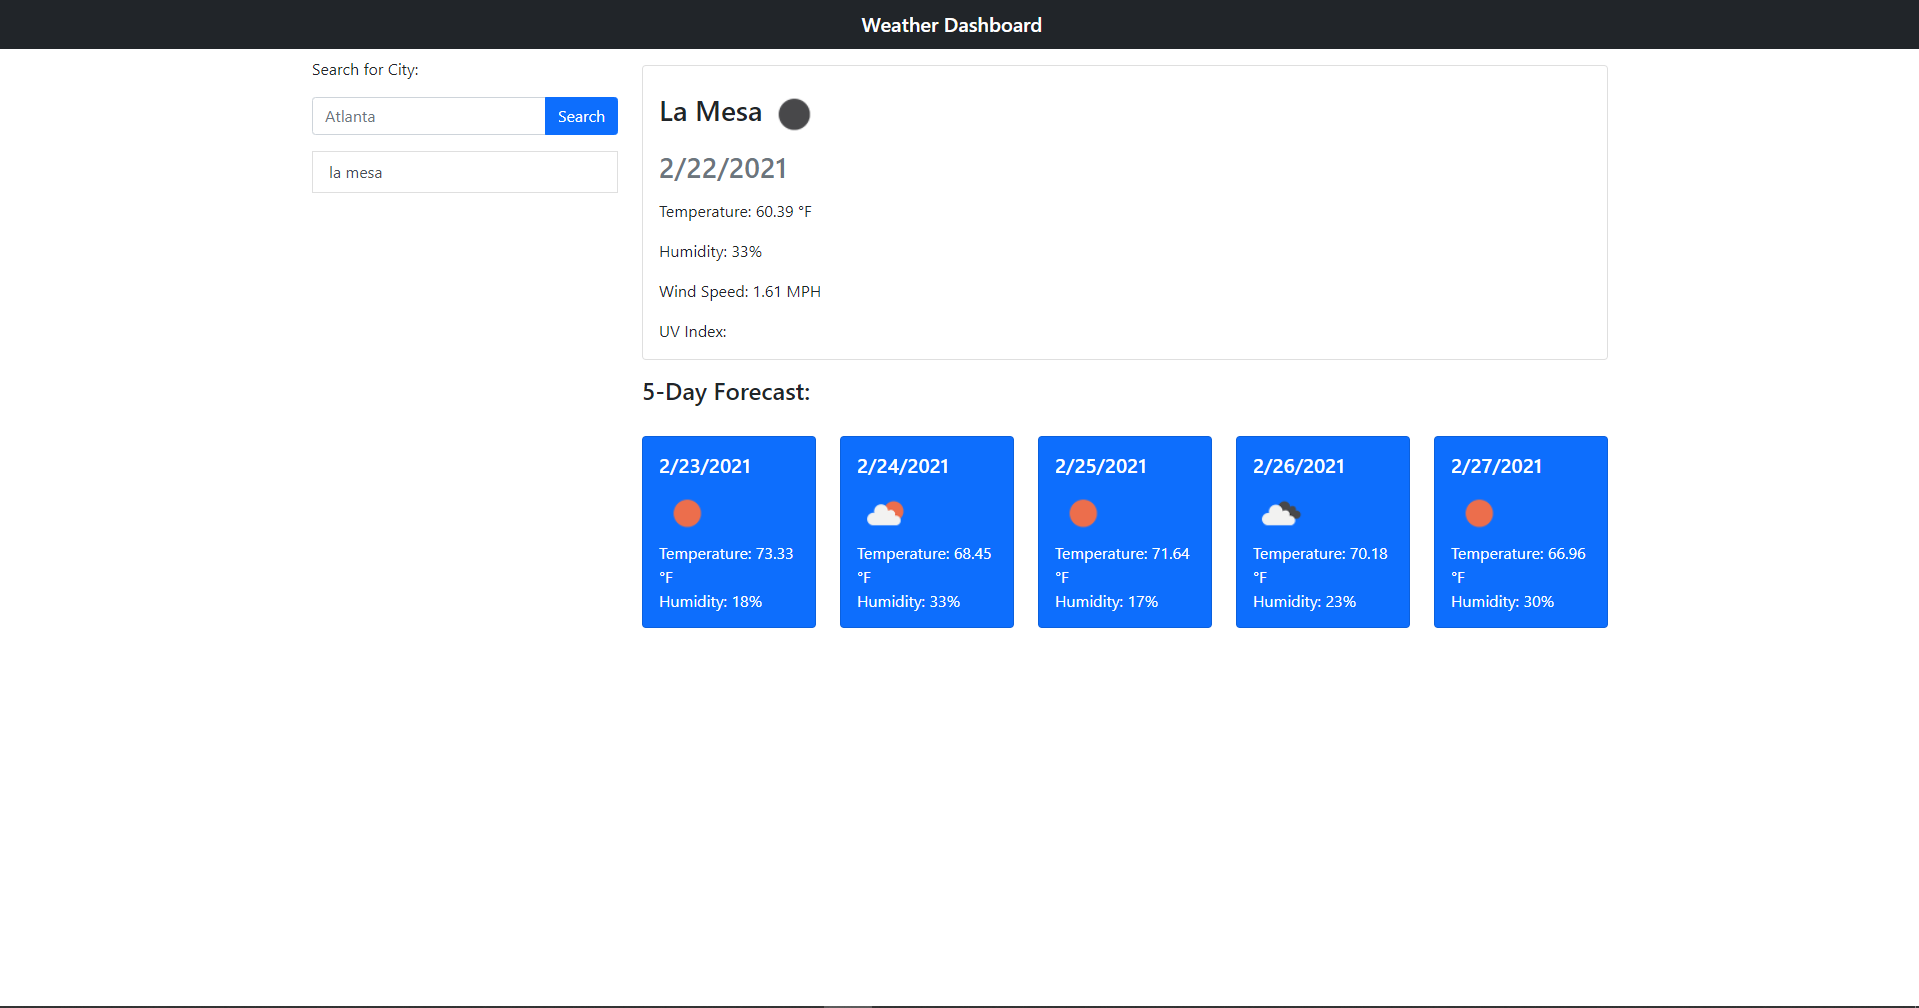 Weather Dashboard
Search for City:
Atlanta
Search
la mesa
La Mesa
2/22/2021
Temperature: 60.39 °F
Humidity: 33%
Wind Speed: 1.61 MPH
UV Index:
5-Day Forecast:
2/23/2021
Temperature: 73.33
°F
Humidity: 18%
2/24/2021
Temperature: 68.45
°F
Humidity: 33%
2/25/2021
Temperature: 71.64
°F
Humidity: 17%
2/26/2021
Temperature: 70.18
°F
Humidity: 23%
2/27/2021
Temperature: 66.96
°F
Humidity: 30%